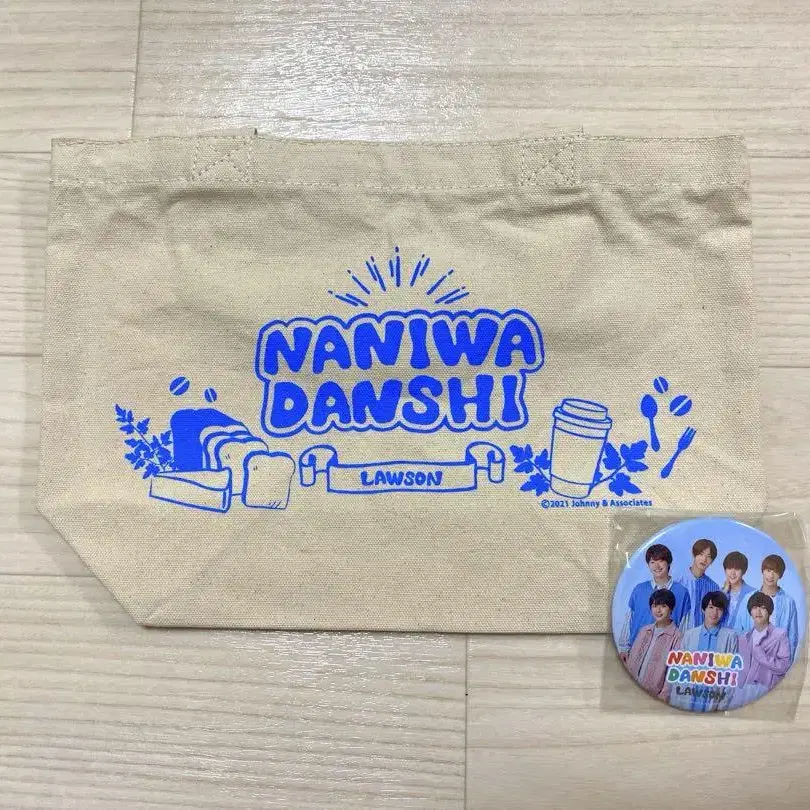 NANIWA
DANSHI
LAWSON
©2021 Johnny & Associates
NANIWA
DANSHI
LAWSON